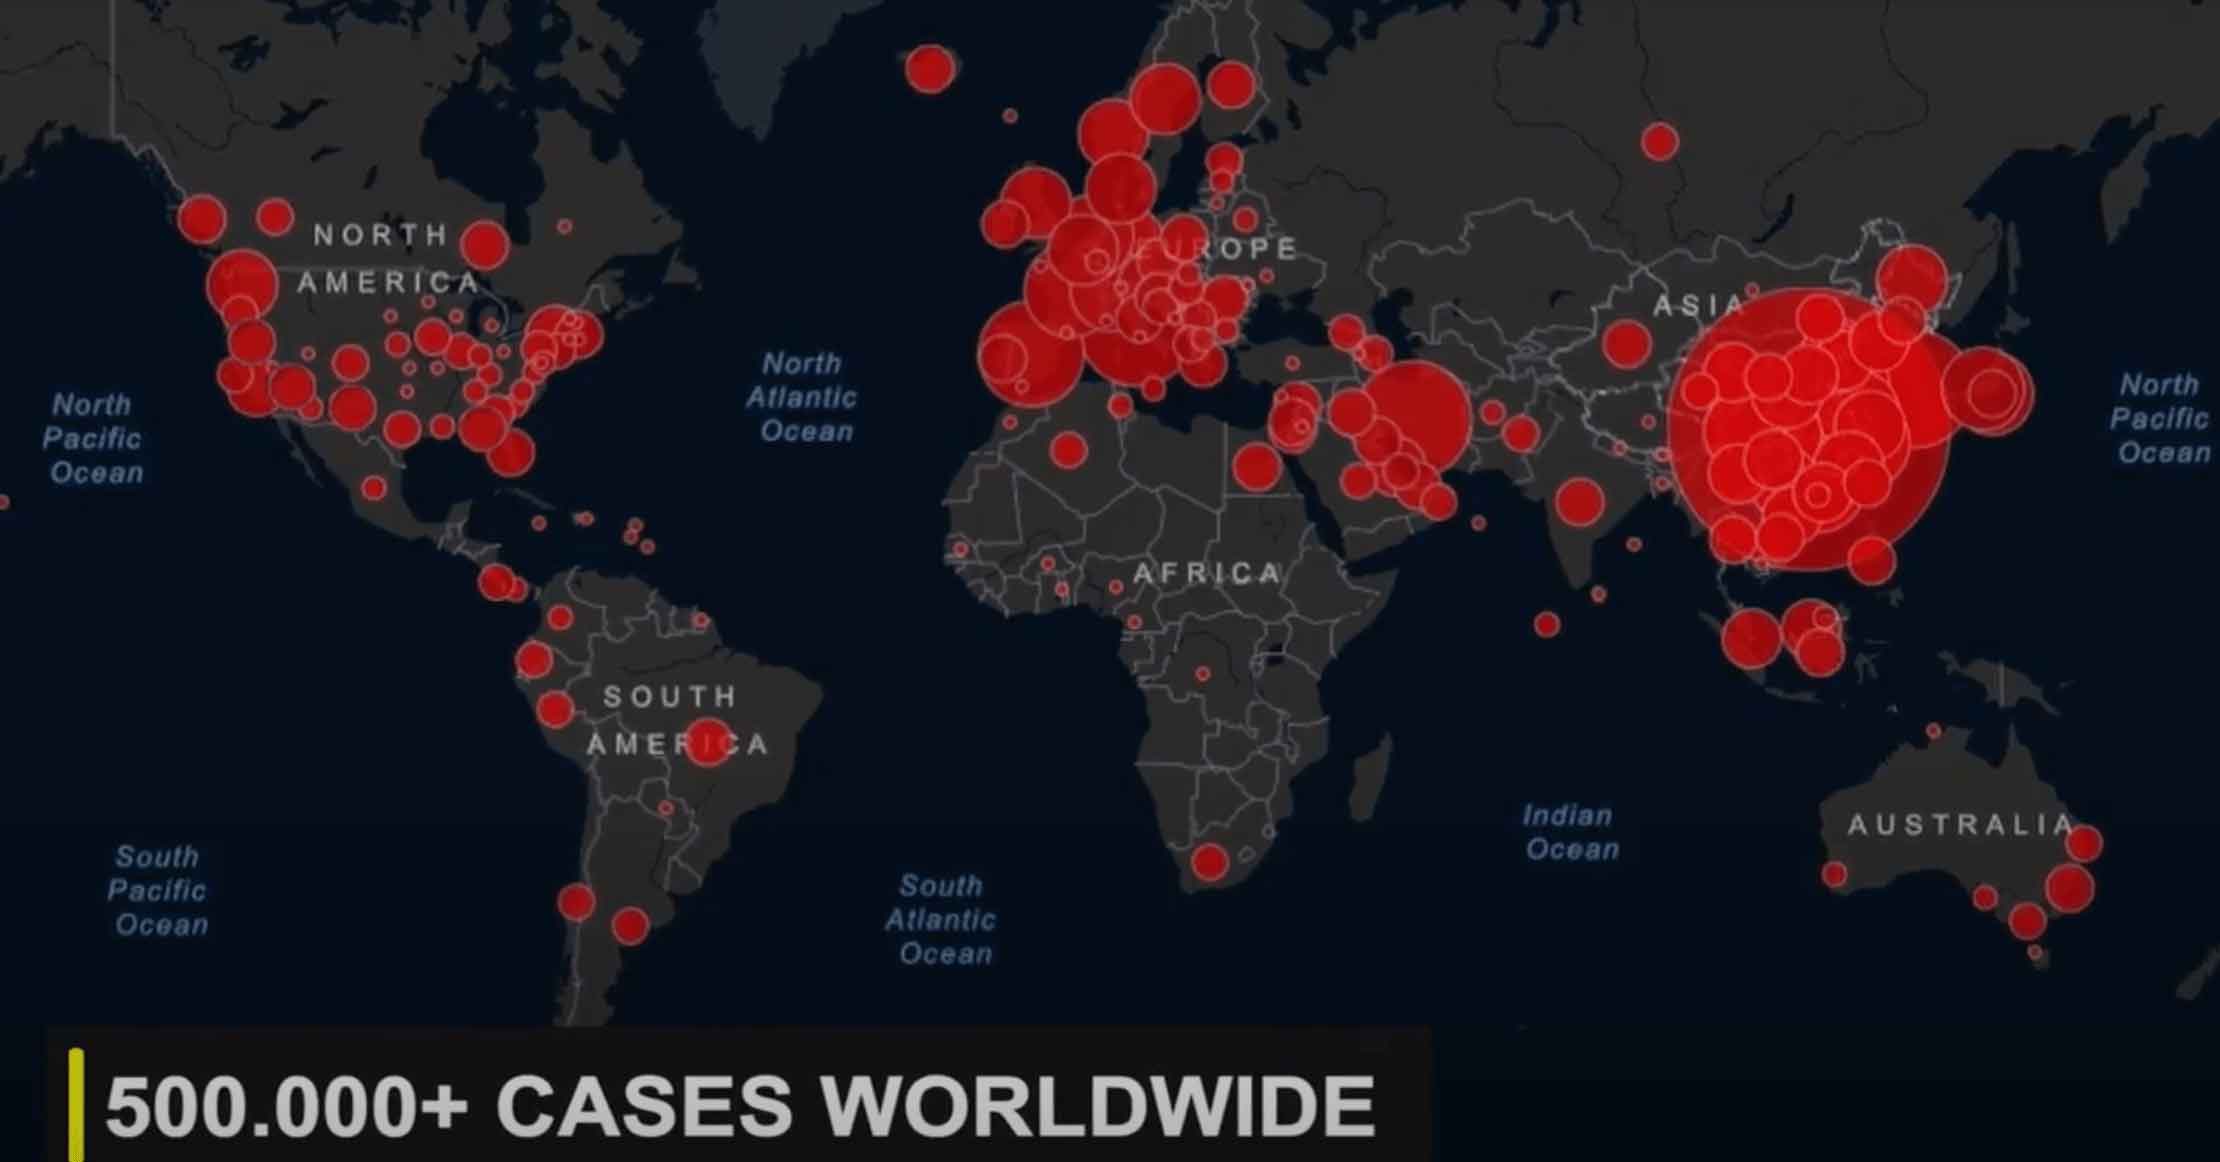 NORTH
AMERICA
EUROPE
ASIA
North
Atlantic
Ocean
North
Pacific
Ocean
North
Pacific
Ocean
AFRICA
SOUTH
AMERICA
Indian
Ocean
AUSTRALIA
South
Pacific
Ocean
South
Atlantic
Ocean
500.000+ CASES WORLDWIDE